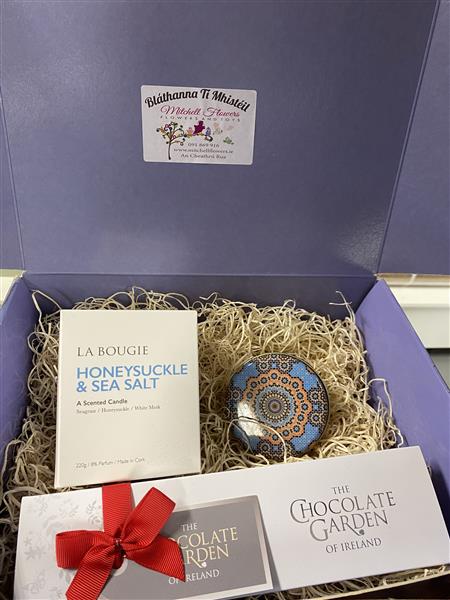 Bláthanna Tí Mhistéil
Mitchell Flowers
FLOWERS AND TOYS
091 869 916
www.mitchellflowers.ie
An Cheathrú Rua
LA BOUGIE
HONEYSUCKLE
& SEA SALT
A Scented Candle
Seagrass / Honeysuckle / White Musk
220g / 8% Parfum / Made in Cork
THE
CHOCOLATE
GARDEN
OF IRELAND
THE
CHOCOLATE
GARDEN
OF IRELAND